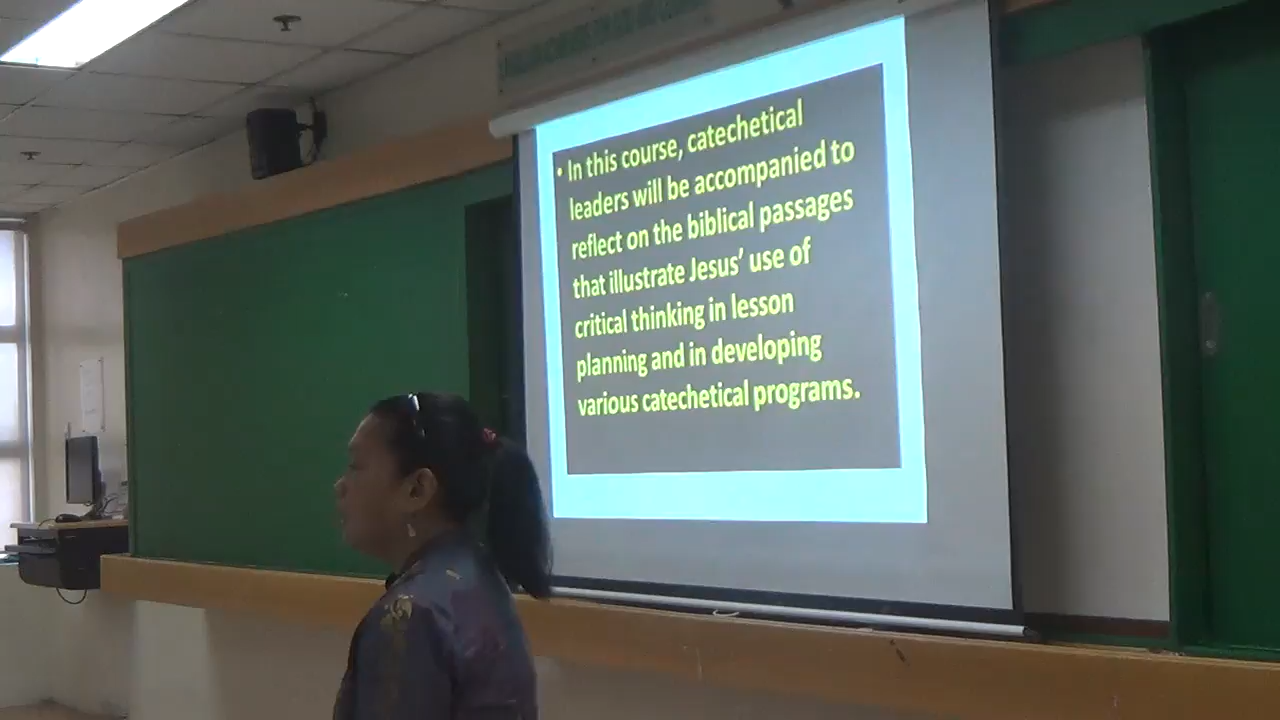 • In this course, catechetical
leaders will be accompanied to
reflect on the biblical passages
that illustrate Jesus' use of
critical thinking in lesson
planning and in developing
various catechetical programs.